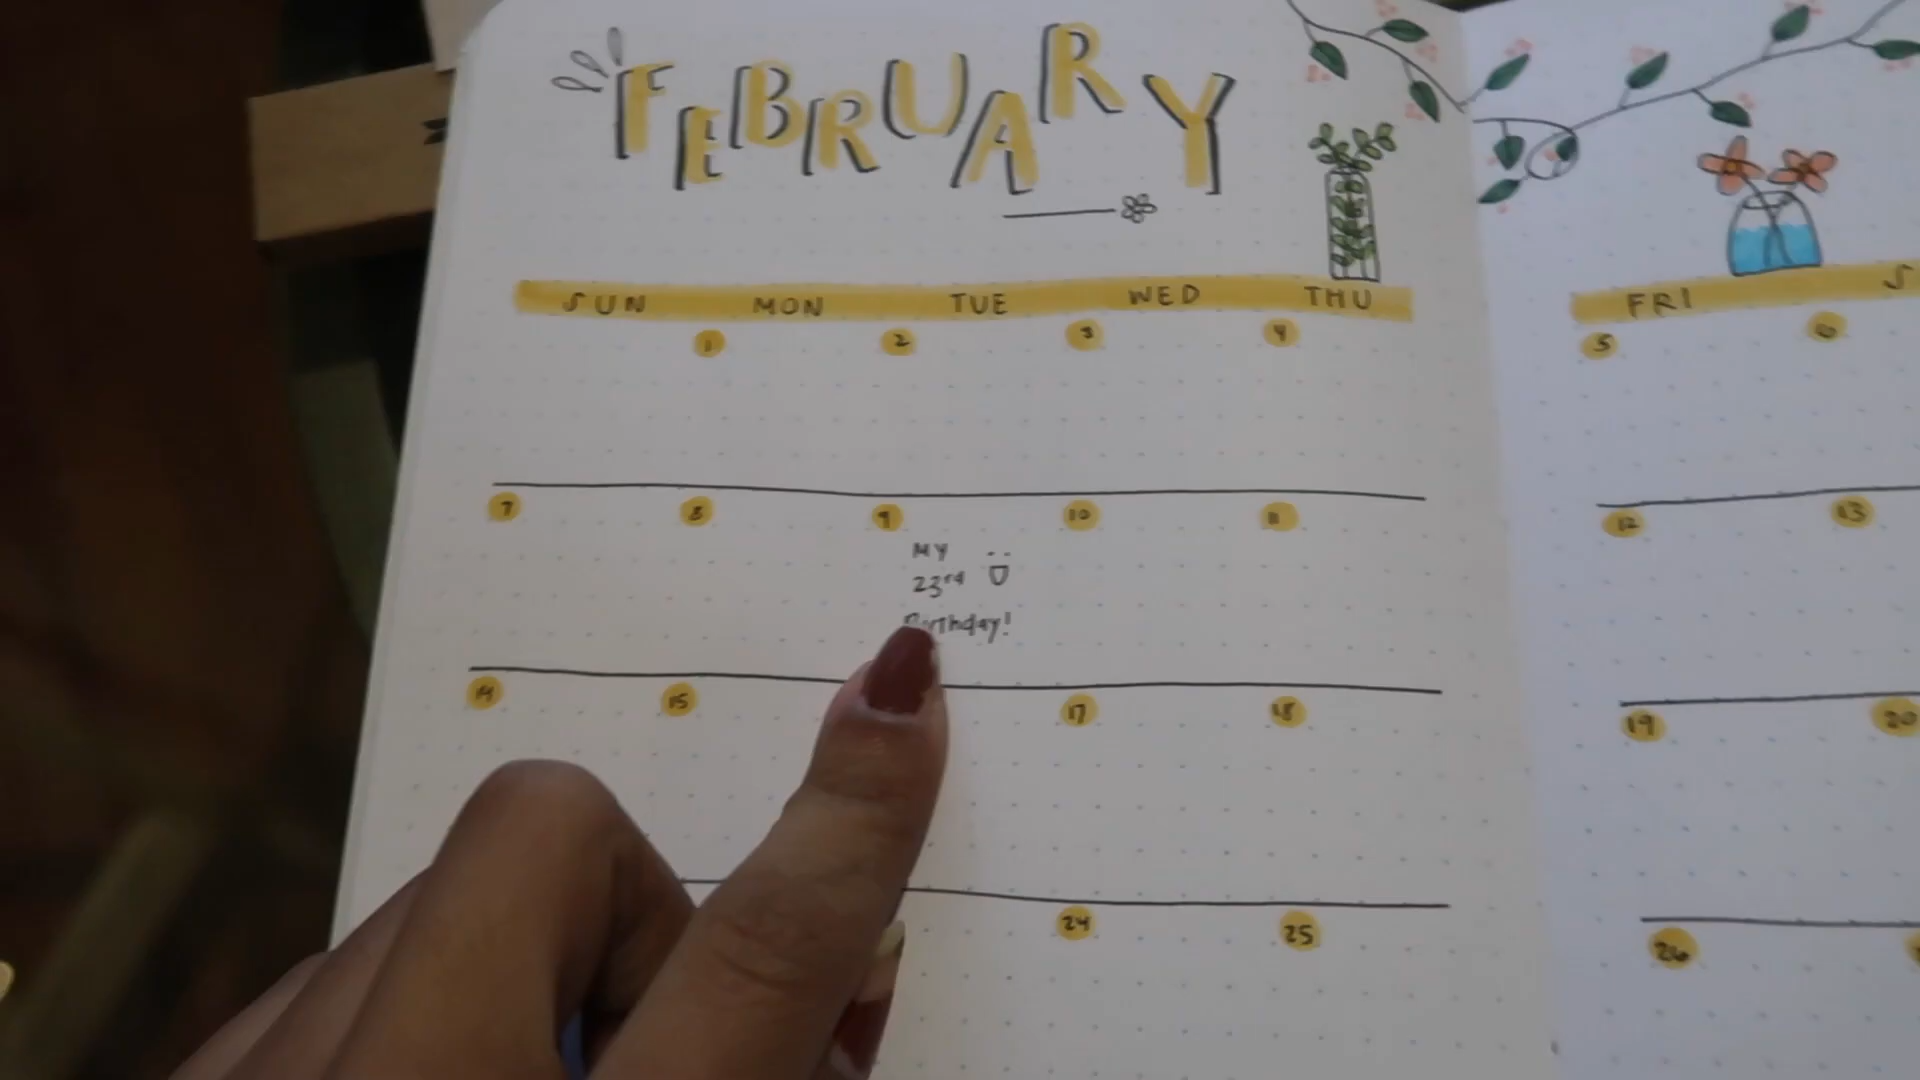 FEBRUARY
SUN MON TUE WED THU FRI S
1 2 3 4 5 6
7 8 9 10 11 12 13
My
23rd
Birthday!
14 15 17 18 19 20
24 25 26